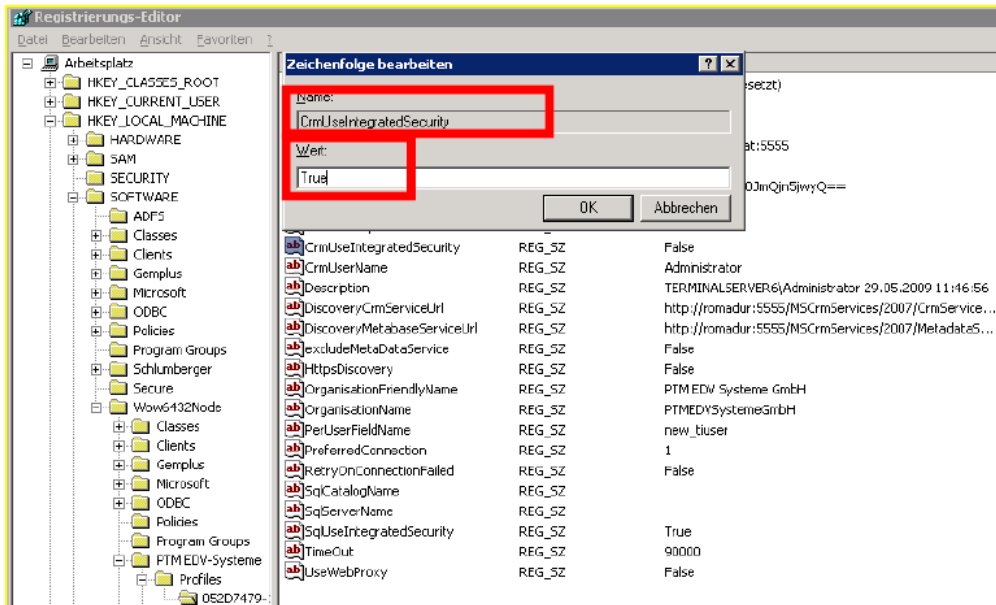 Registrierungs-Editor
Datei Bearbeiten Ansicht Favoriten ?
Arbeitsplatz
HKEY_CLASSES_ROOT
HKEY_CURRENT_USER
HKEY_LOCAL_MACHINE
HARDWARE
SAM
SECURITY
SOFTWARE
ADFS
Classes
Clients
Gemplus
Microsoft
ODBC
Policies
Program Groups
Schlumberger
Secure
Wow6432Node
Classes
Clients
Gemplus
Microsoft
ODBC
Policies
Program Groups
PTM EDV-Systeme
Profiles
052D7479-
Zeichenfolge bearbeiten
Name:
CrmUseIntegratedSecurity
Wert:
True
OK Abbrechen
esetzt)
at:5555
0JmQjn5jwyQ==
CrmUseIntegratedSecurity REG_SZ False
CrmUserName REG_SZ Administrator
Description REG_SZ TERMINALSERVER6\Administrator 29.05.2009 11:46:56
DiscoveryCrmServiceUrl REG_SZ http://romadur:5555/MSCrmServices/2007/CrmService...
DiscoveryMetabaseServiceUrl REG_SZ http://romadur:5555/MSCrmServices/2007/MetadataS...
excludeMetaDataService REG_SZ False
HttpsDiscovery REG_SZ False
OrganisationFriendlyName REG_SZ PTM EDV Systeme GmbH
OrganisationName REG_SZ PTMEDVSystemeGmbH
PerUserFieldName REG_SZ new_tiuser
PreferredConnection REG_SZ 1
RetryOnConnectionFailed REG_SZ False
SqlCatalogName REG_SZ
SqlServerName REG_SZ
SqlUseIntegratedSecurity REG_SZ True
TimeOut REG_SZ 90000
UseWebProxy REG_SZ False